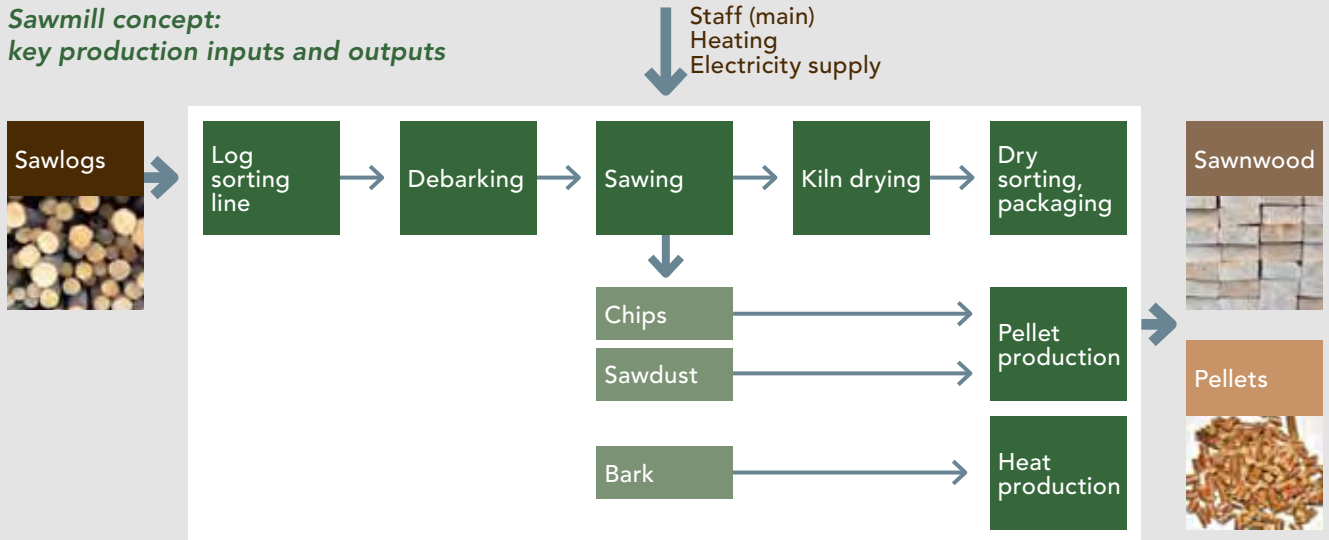 Sawmill concept:
key production inputs and outputs
Staff (main)
Heating
Electricity supply
Sawlogs
Log
sorting
line
Debarking
Sawing
Kiln drying
Dry
sorting,
packaging
Sawnwood
Chips
Sawdust
Pellet
production
Pellets
Bark
Heat
production